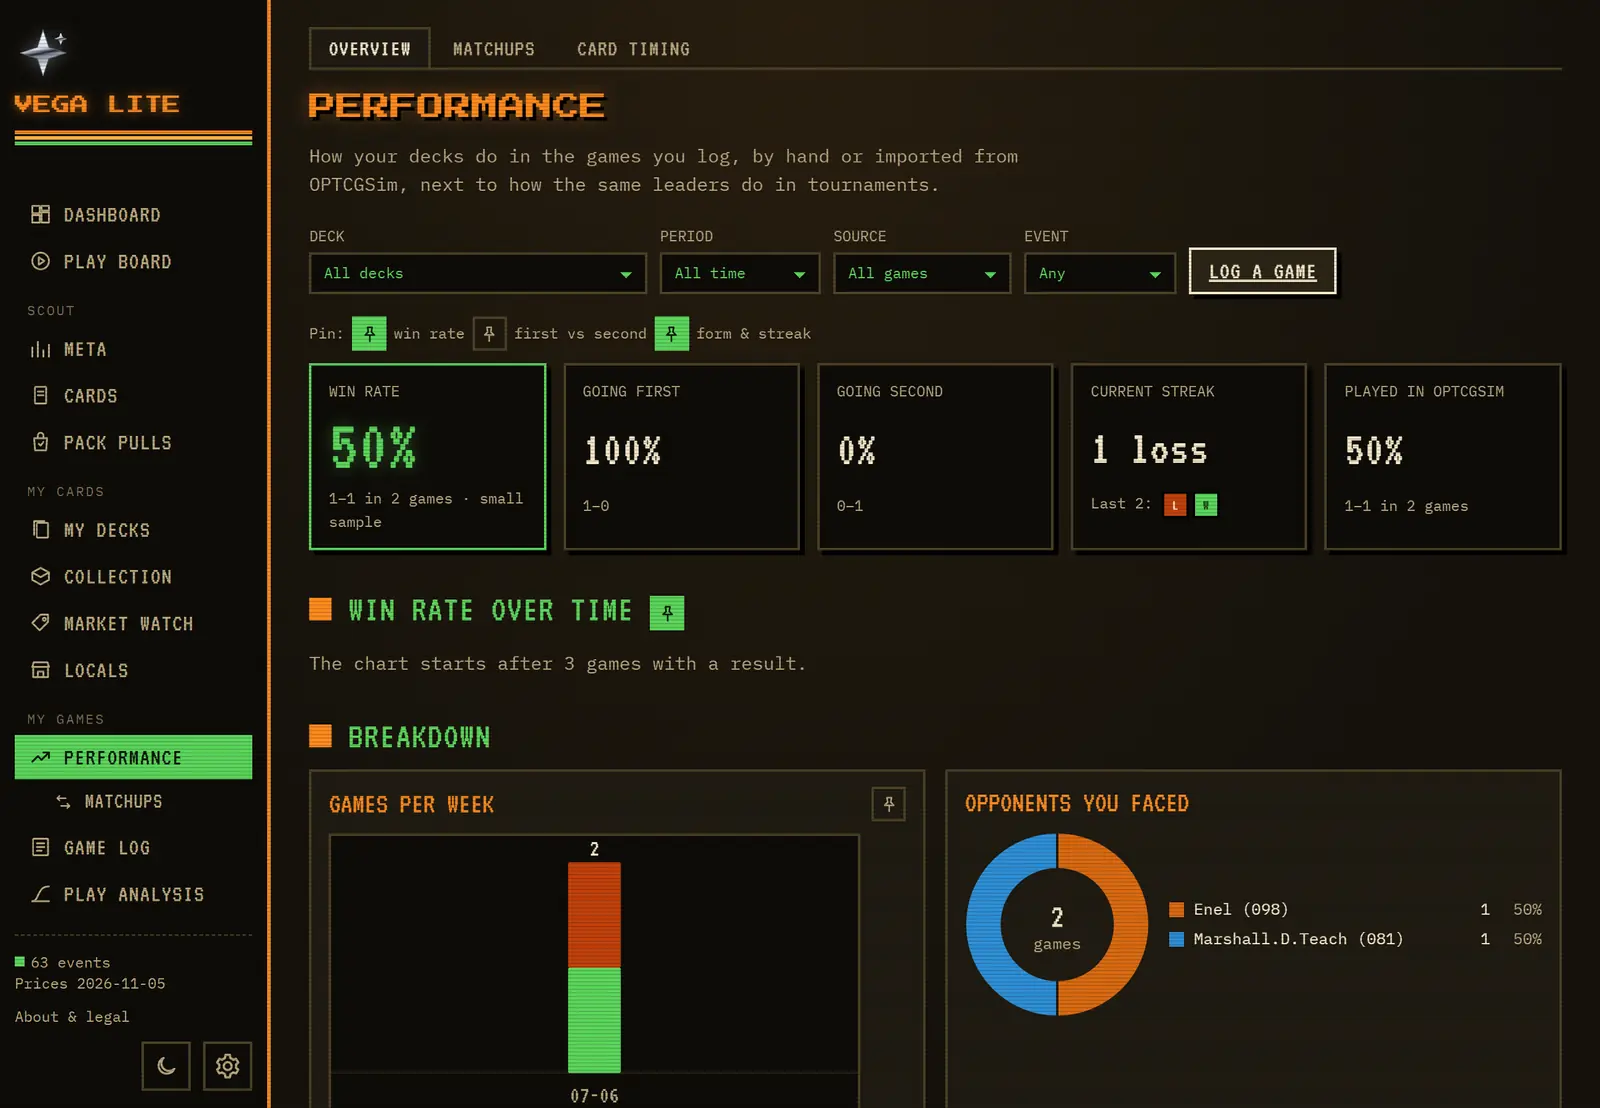 VEGA LITE
DASHBOARD
PLAY BOARD
SCOUT
META
CARDS
PACK PULLS
MY CARDS
MY DECKS
COLLECTION
MARKET WATCH
LOCALS
MY GAMES
PERFORMANCE
MATCHUPS
GAME LOG
PLAY ANALYSIS
63 events
Prices 2026-11-05
About & legal
OVERVIEW MATCHUPS CARD TIMING
PERFORMANCE
How your decks do in the games you log, by hand or imported from
OPTCGSim, next to how the same leaders do in tournaments.
DECK PERIOD SOURCE EVENT
All decks All time All games Any LOG A GAME
Pin: win rate first vs second form & streak
WIN RATE
50%
1–1 in 2 games · small
sample
GOING FIRST
100%
1–0
GOING SECOND
0%
0–1
CURRENT STREAK
1 loss
Last 2: L W
PLAYED IN OPTCGSIM
50%
1–1 in 2 games
WIN RATE OVER TIME
The chart starts after 3 games with a result.
BREAKDOWN
GAMES PER WEEK
2
07-06
OPPONENTS YOU FACED
2
games
Enel (098) 1 50%
Marshall.D.Teach (081) 1 50%